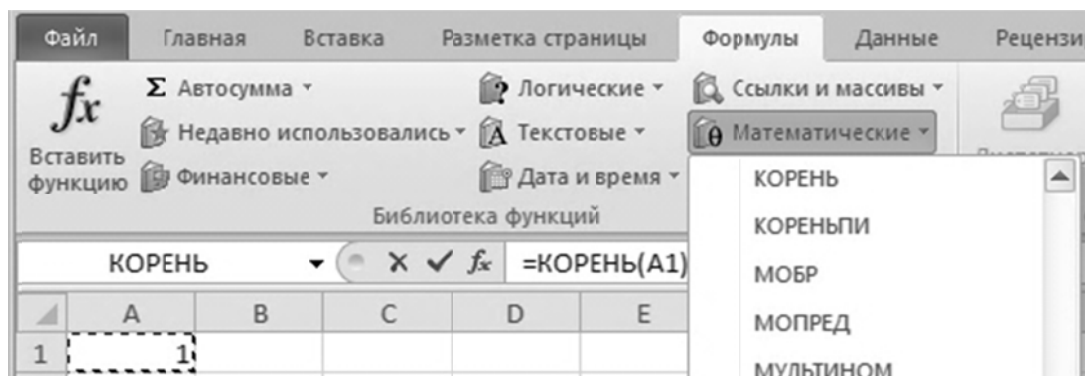 Файл Главная Вставка Разметка страницы Формулы Данные Рецензи
fx Σ Автосумма Логические Ссылки и массивы
Недавно использовались Текстовые Математические
Вставить функцию Финансовые Дата и время
Библиотека функций
КОРЕНЬ
КОРЕНЬПИ
МОБР
МОПРЕД
МУЛЬТИНОМ
КОРЕНЬ fx =КОРЕНЬ(A1)
A B C D E
1 1